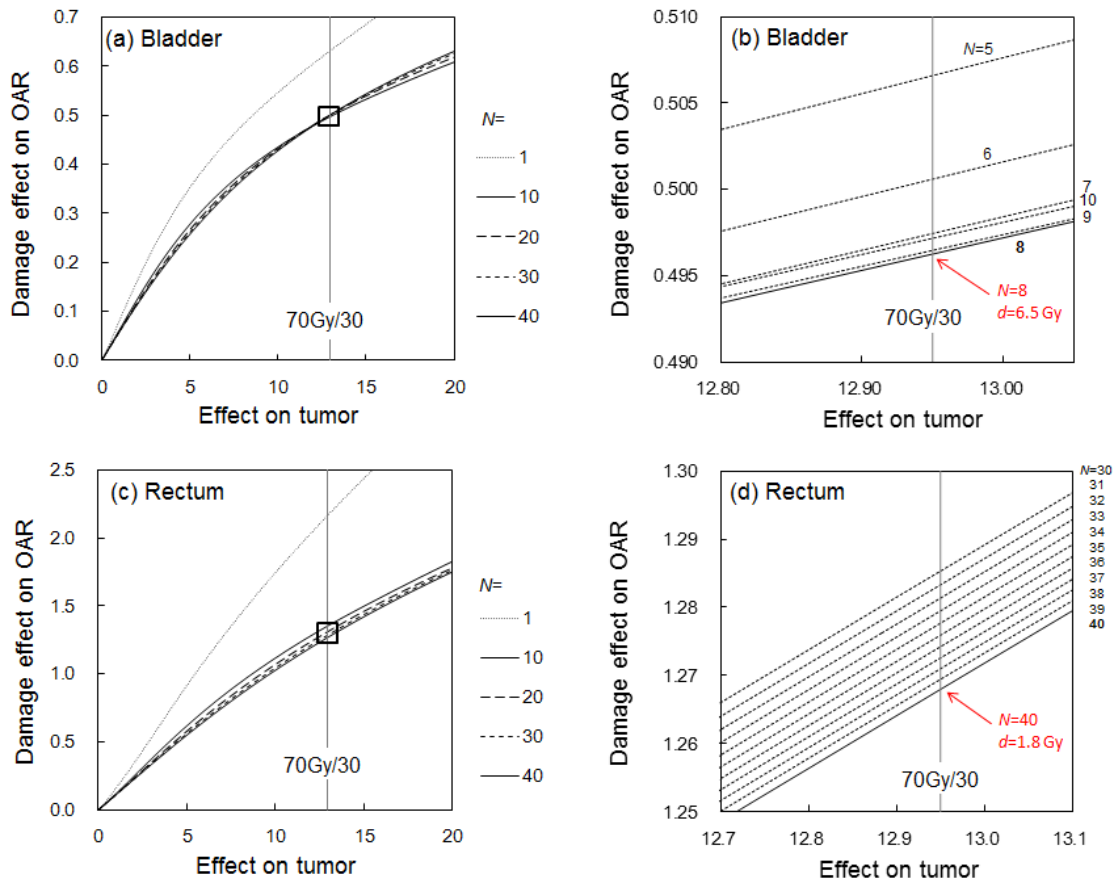 (a) Bladder
Damage effect on OAR
0.7
0.6
0.5
0.4
0.3
0.2
0.1
0.0
70Gy/30
0 5 10 15 20
Effect on tumor
N=
1
10
20
30
40
(b) Bladder
Damage effect on OAR
0.510
0.505
0.500
0.495
0.490
N=5
6
7
10
9
8
N=8
d=6.5 Gy
70Gy/30
12.80 12.90 13.00
Effect on tumor
(c) Rectum
Damage effect on OAR
2.5
2.0
1.5
1.0
0.5
0.0
70Gy/30
0 5 10 15 20
Effect on tumor
N=
1
10
20
30
40
(d) Rectum
Damage effect on OAR
1.30
1.29
1.28
1.27
1.26
1.25
N=30
31
32
33
34
35
36
37
38
39
40
N=40
d=1.8 Gy
70Gy/30
12.7 12.8 12.9 13.0 13.1
Effect on tumor